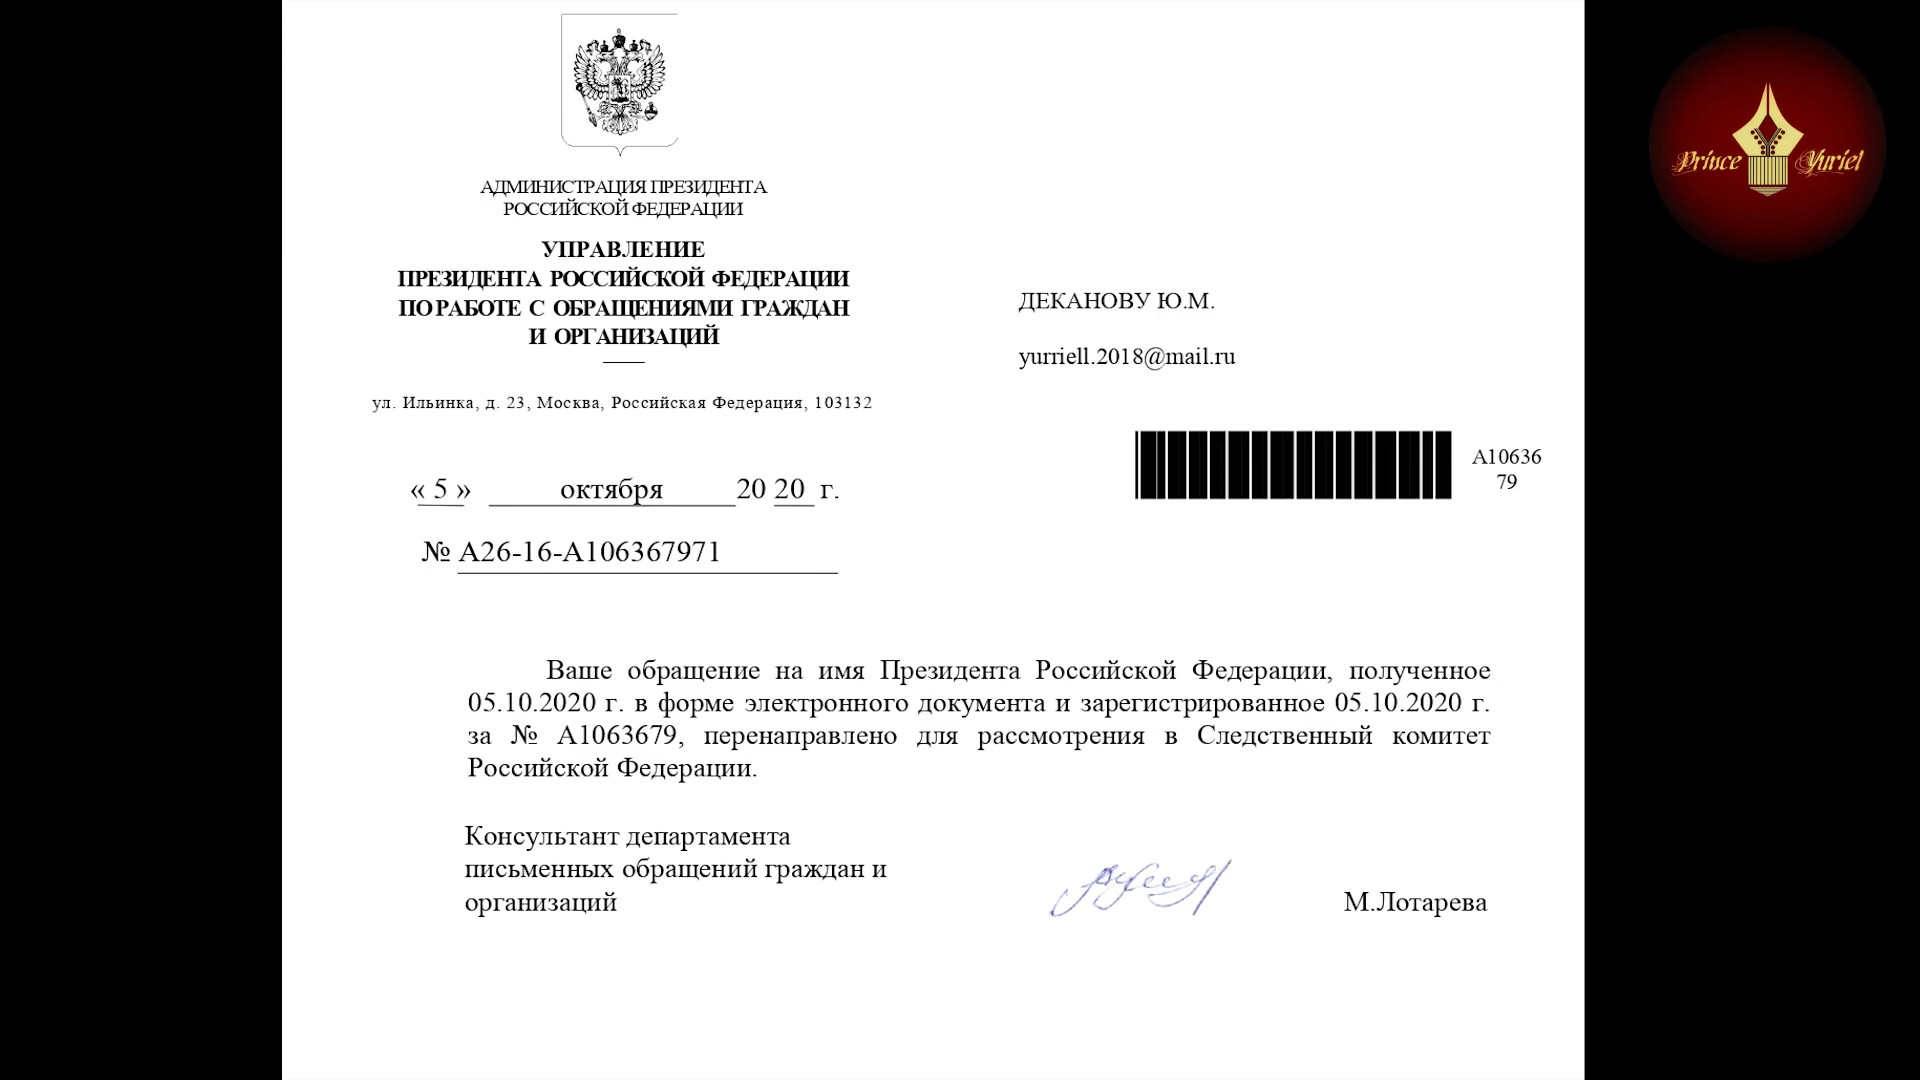 АДМИНИСТРАЦИЯ ПРЕЗИДЕНТА
РОССИЙСКОЙ ФЕДЕРАЦИИ
УПРАВЛЕНИЕ
ПРЕЗИДЕНТА РОССИЙСКОЙ ФЕДЕРАЦИИ
ПО РАБОТЕ С ОБРАЩЕНИЯМИ ГРАЖДАН
И ОРГАНИЗАЦИЙ
ул. Ильинка, д. 23, Москва, Российская Федерация, 103132
« 5 » октября 20 20 г.
№ А26-16-А106367971
ДЕКАНОВУ Ю.М.
yurriell.2018@mail.ru
А10636
79
Ваше обращение на имя Президента Российской Федерации, полученное
05.10.2020 г. в форме электронного документа и зарегистрированное 05.10.2020 г.
за № А1063679, перенаправлено для рассмотрения в Следственный комитет
Российской Федерации.
Консультант департамента
письменных обращений граждан и
организаций
М.Лотарева
Prince Yuriel